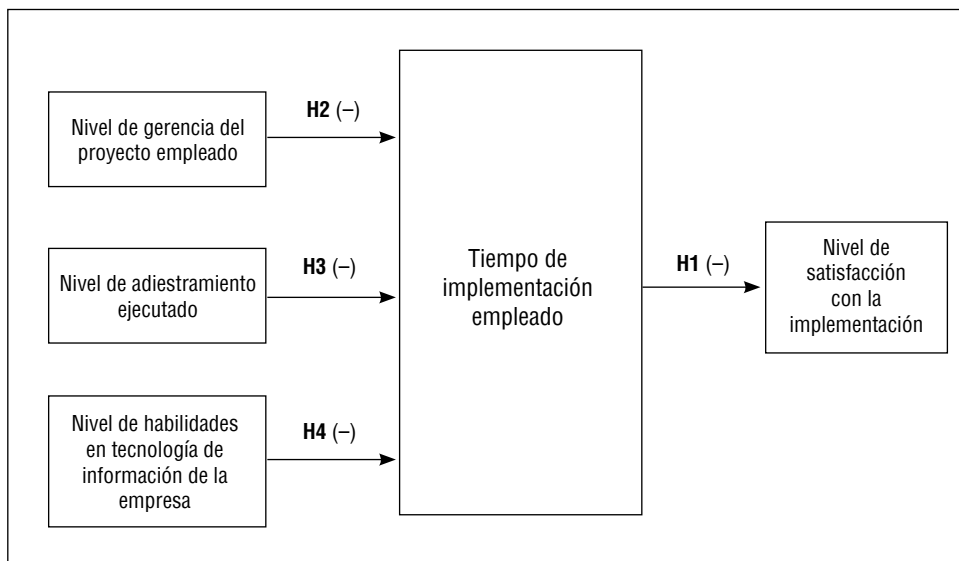 Nivel de gerencia del
proyecto empleado
H2 (–)
Nivel de adiestramiento
ejecutado
H3 (–)
Nivel de habilidades
en tecnología de
información de la
empresa
H4 (–)
Tiempo de
implementación
empleado
H1 (–)
Nivel de
satisfacción
con la
implementación